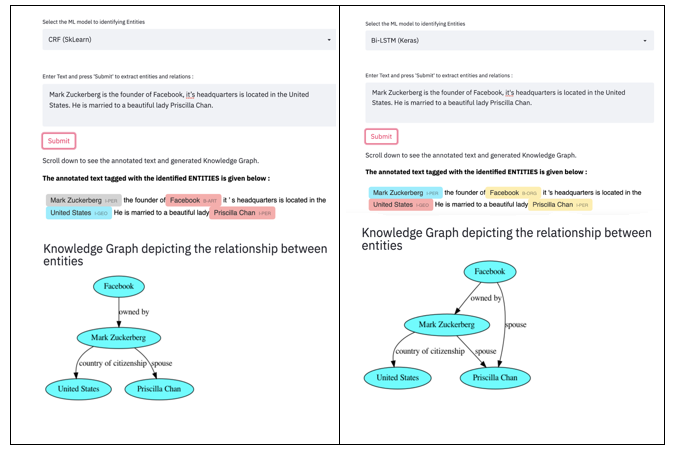 Select the ML model to identifying Entities
CRF (SkLearn)
Enter Text and press 'Submit' to extract entities and relations :
Mark Zuckerberg is the founder of Facebook, it's headquarters is located in the United
States. He is married to a beautiful lady Priscilla Chan.
Submit
Scroll down to see the annotated text and generated Knowledge Graph.
The annotated text tagged with the identified ENTITIES is given below :
Mark Zuckerberg I-PER the founder of Facebook B-ART it ' s headquarters is located in the
United States I-GEO He is married to a beautiful lady Priscilla Chan I-PER
Knowledge Graph depicting the relationship between
entities
Facebook
owned by
Mark Zuckerberg
country of citizenship spouse
United States Priscilla Chan
Select the ML model to identifying Entities
Bi-LSTM (Keras)
Enter Text and press 'Submit' to extract entities and relations :
Mark Zuckerberg is the founder of Facebook, it's headquarters is located in the United
States. He is married to a beautiful lady Priscilla Chan.
Submit
Scroll down to see the annotated text and generated Knowledge Graph.
The annotated text tagged with the identified ENTITIES is given below :
Mark Zuckerberg I-PER the founder of Facebook B-ORG it 's headquarters is located in the
United States I-GEO He is married to a beautiful lady Priscilla Chan I-PER
Knowledge Graph depicting the relationship between
entities
Facebook
owned by
spouse
Mark Zuckerberg
country of citizenship spouse
United States Priscilla Chan